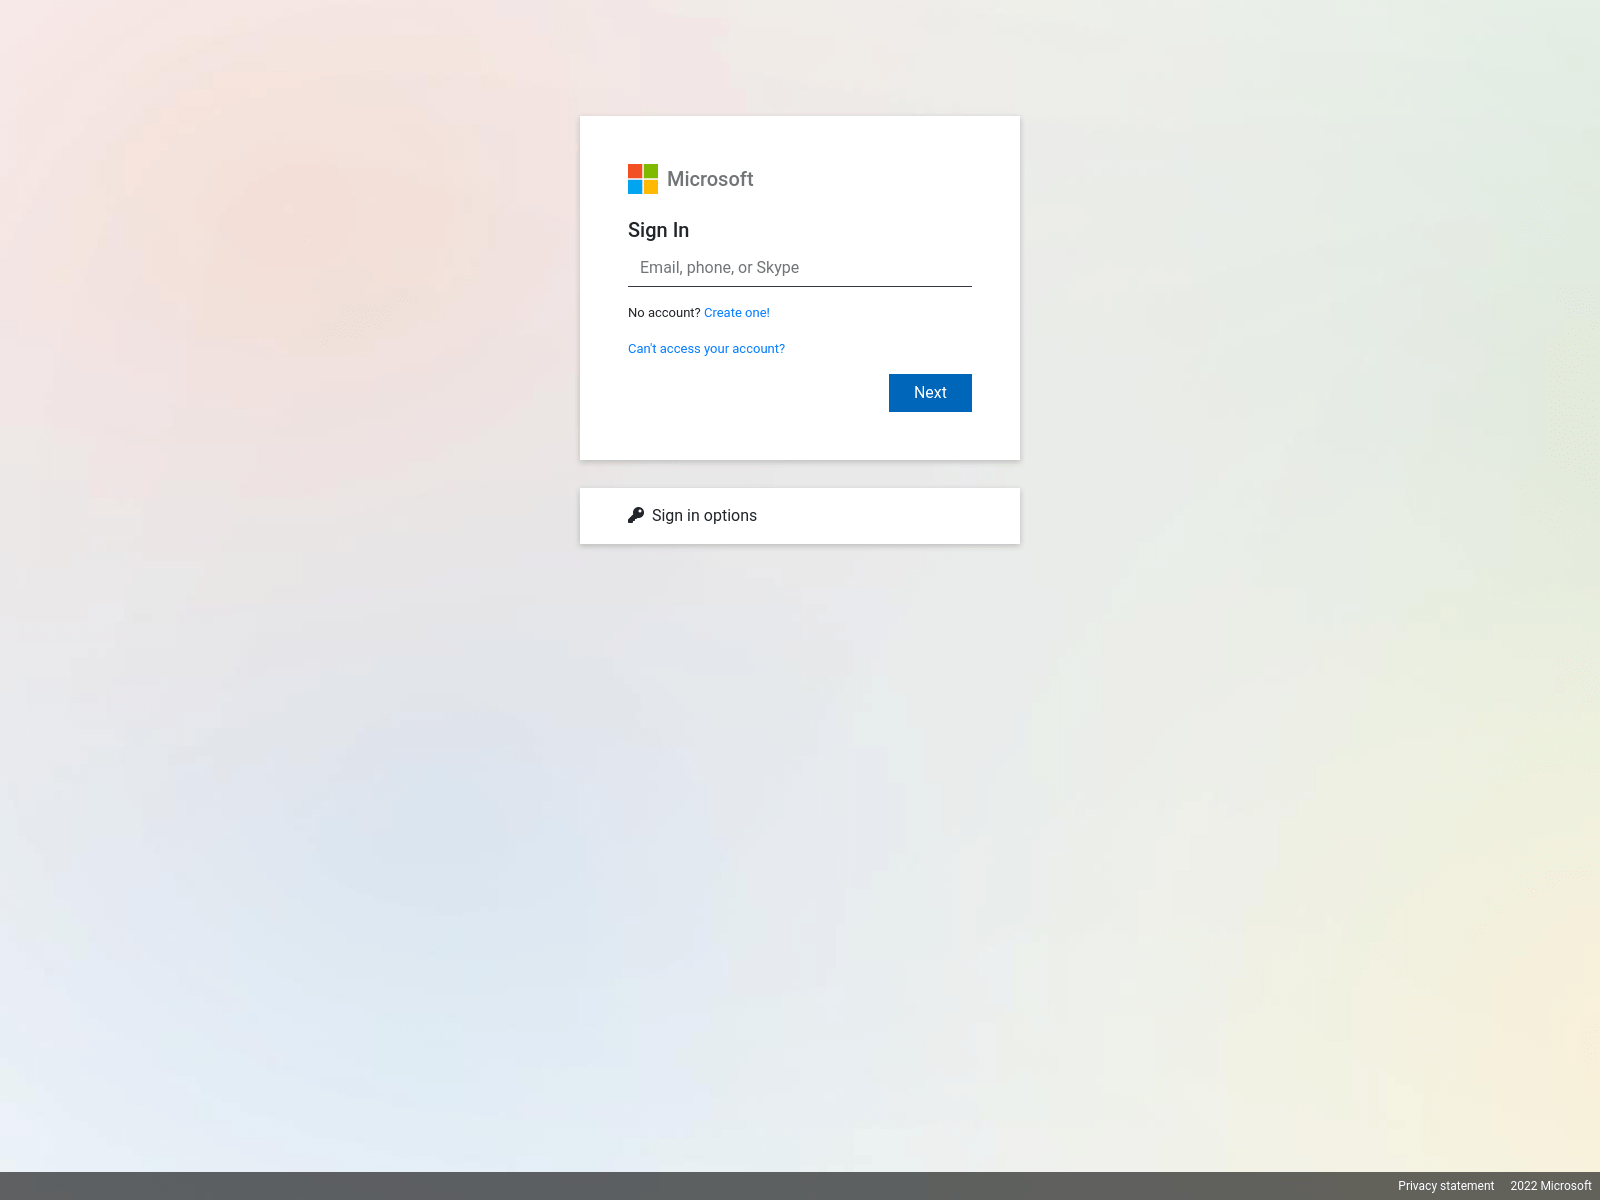 Microsoft
Sign In
Email, phone, or Skype
No account? Create one!
Can't access your account?
Next
Sign in options
Privacy statement 2022 Microsoft